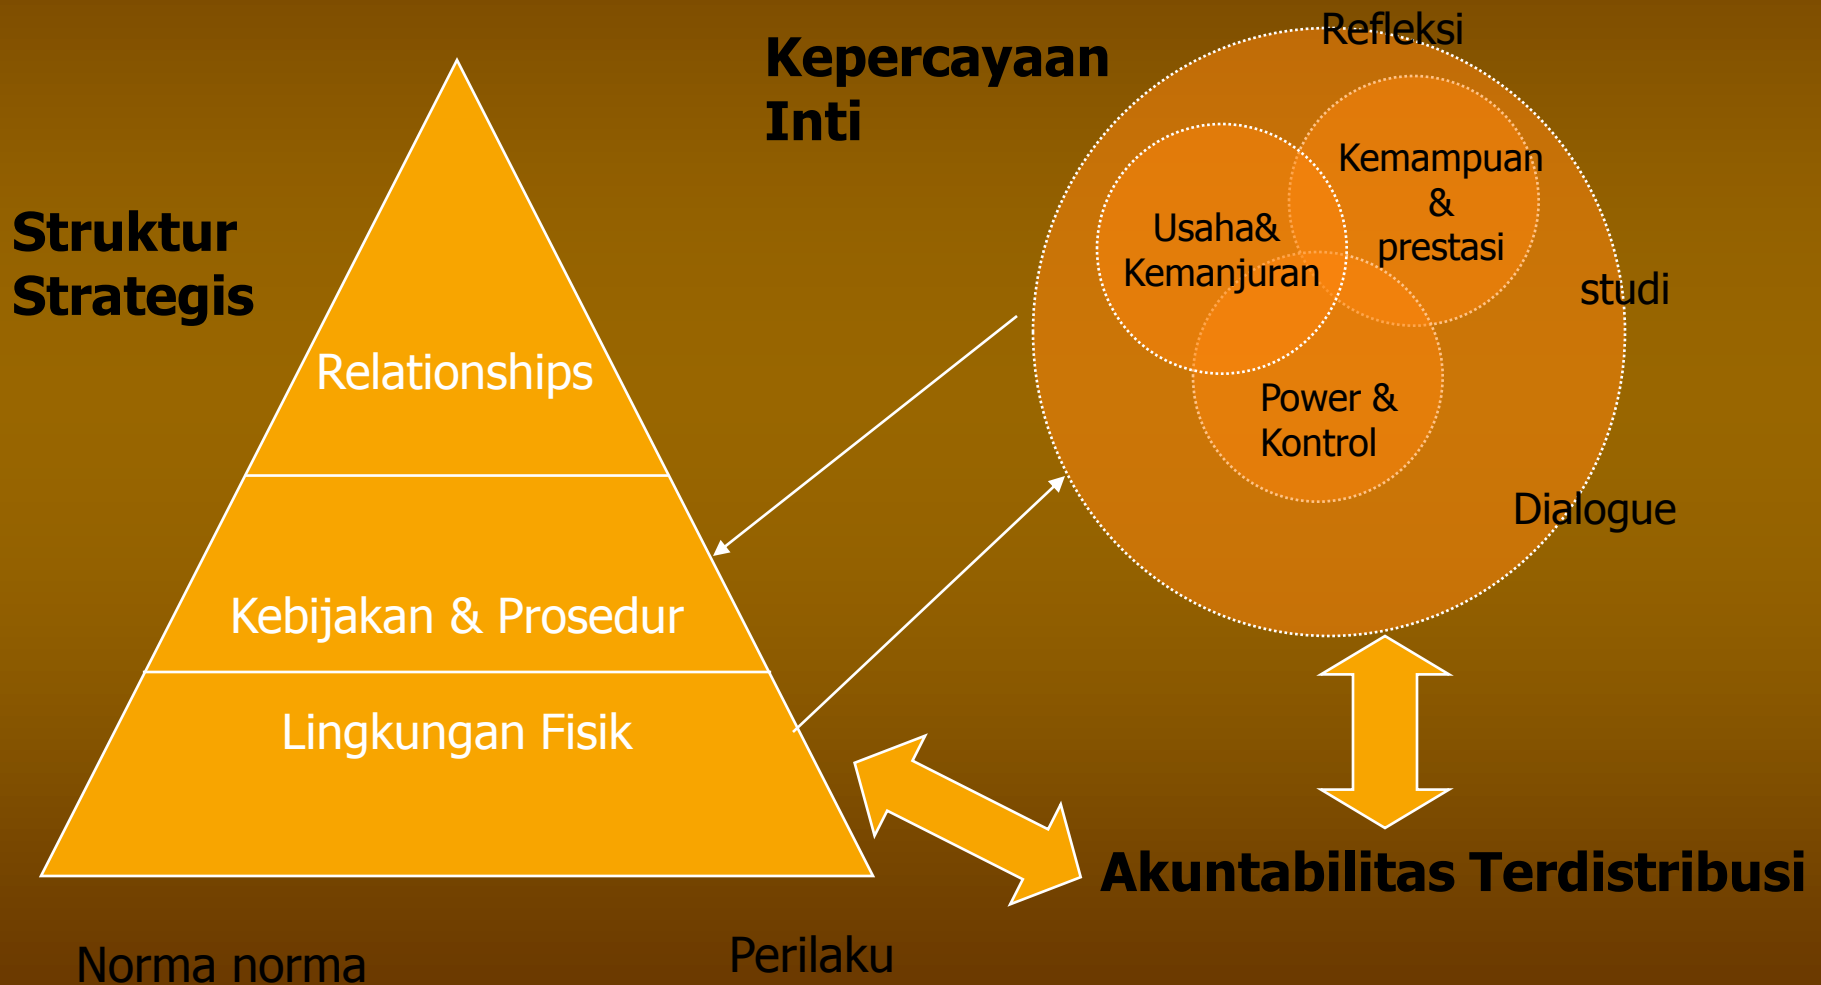 Struktur
Strategis
Relationships
Kebijakan & Prosedur
Lingkungan Fisik
Norma norma
Perilaku
Kepercayaan
Inti
Refleksi
Kemampuan
&
prestasi
Usaha&
Kemanjuran
studi
Power &
Kontrol
Dialogue
Akuntabilitas Terdistribusi